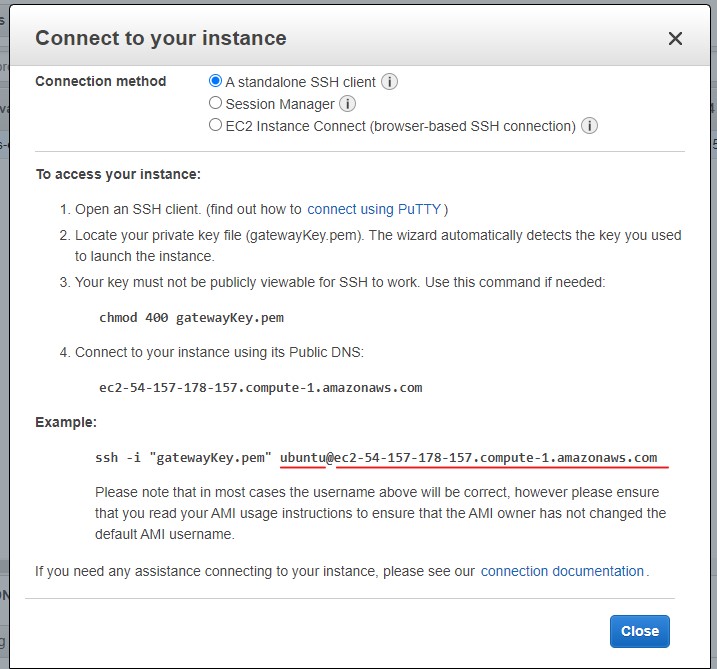 Connect to your instance
Connection method
A standalone SSH client i
Session Manager i
EC2 Instance Connect (browser-based SSH connection) i
To access your instance:
1. Open an SSH client. (find out how to connect using PuTTY )
2. Locate your private key file (gatewayKey.pem). The wizard automatically detects the key you used
to launch the instance.
3. Your key must not be publicly viewable for SSH to work. Use this command if needed:
chmod 400 gatewayKey.pem
4. Connect to your instance using its Public DNS:
ec2-54-157-178-157.compute-1.amazonaws.com
Example:
ssh -i "gatewayKey.pem" ubuntu@ec2-54-157-178-157.compute-1.amazonaws.com
Please note that in most cases the username above will be correct, however please ensure
that you read your AMI usage instructions to ensure that the AMI owner has not changed the
default AMI username.
If you need any assistance connecting to your instance, please see our connection documentation .
Close